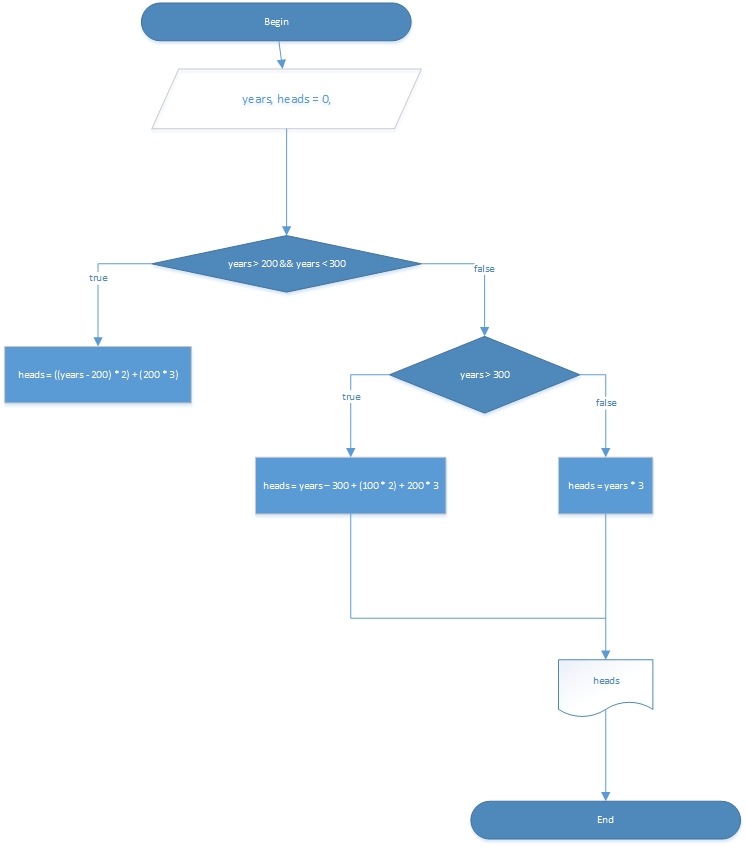 Begin
years, heads = 0,
years > 200 && years < 300
true
false
heads = ((years - 200) * 2) + (200 * 3)
years > 300
true
false
heads = years – 300 + (100 * 2) + 200 * 3
heads = years * 3
heads
End